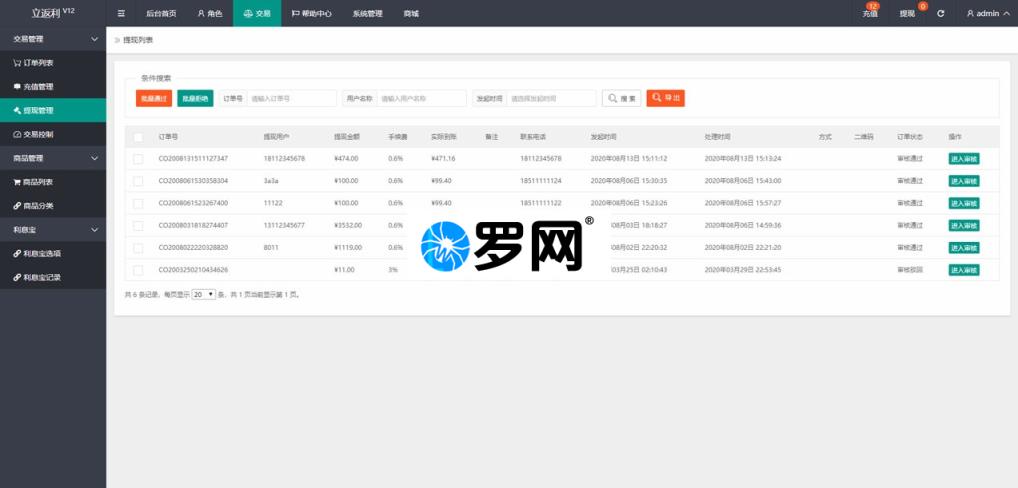 立返利 V12
后台首页 角色 交易 帮助中心 系统管理 商城 充值 12 提现 0 admin
交易管理
订单列表
充值管理
提现管理
交易控制
商品管理
商品列表
商品分类
利息宝
利息宝选项
利息宝记录
提现列表
条件搜索
批量通过 批量拒绝 订单号 请输入订单号 用户名称 请输入用户名称 发起时间 请选择发起时间 搜 索 导 出
订单号 提现用户 提现金额 手续费 实际到账 备注 联系电话 发起时间 处理时间 方式 二维码 订单状态 操作
CO2008131511127347 18112345678 ¥474.00 0.6% ¥471.16 18112345678 2020年08月13日 15:11:12 2020年08月13日 15:13:24 审核通过 进入审核
CO2008061530358304 3a3a ¥100.00 0.6% ¥99.40 18511111124 2020年08月06日 15:30:35 2020年08月06日 15:43:00 审核通过 进入审核
CO2008061523267400 11122 ¥100.00 0.6% ¥99.40 18511111122 2020年08月06日 15:23:26 2020年08月06日 15:57:27 审核通过 进入审核
CO2008031818274407 13112345677 ¥3532.00 0.6% 08月03日 18:18:27 2020年08月06日 14:59:36 审核通过 进入审核
CO2008022220328820 8011 ¥1119.00 0.6% 08月02日 22:20:32 2020年08月02日 22:21:20 审核通过 进入审核
CO2003250210434626 ¥11.00 3% 03月25日 02:10:43 2020年03月29日 22:53:45 审核驳回 进入审核
罗网®
共 6 条记录，每页显示 20 条，共 1 页当前显示第 1 页。